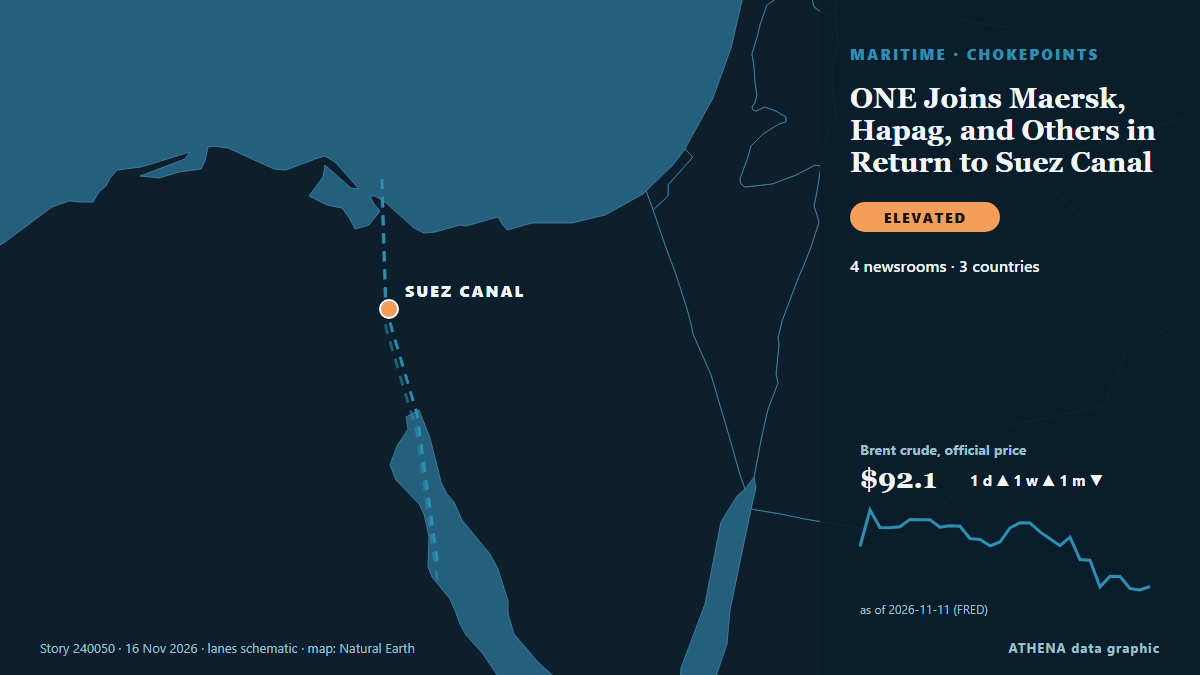 MARITIME · CHOKEPOINTS
ONE Joins Maersk,
Hapag, and Others in
Return to Suez Canal
ELEVATED
4 newsrooms · 3 countries
SUEZ CANAL
Brent crude, official price
$92.1 1 d ▲ 1 w ▲ 1 m ▼
as of 2026-11-11 (FRED)
Story 240050 · 16 Nov 2026 · lanes schematic · map: Natural Earth
ATHENA data graphic